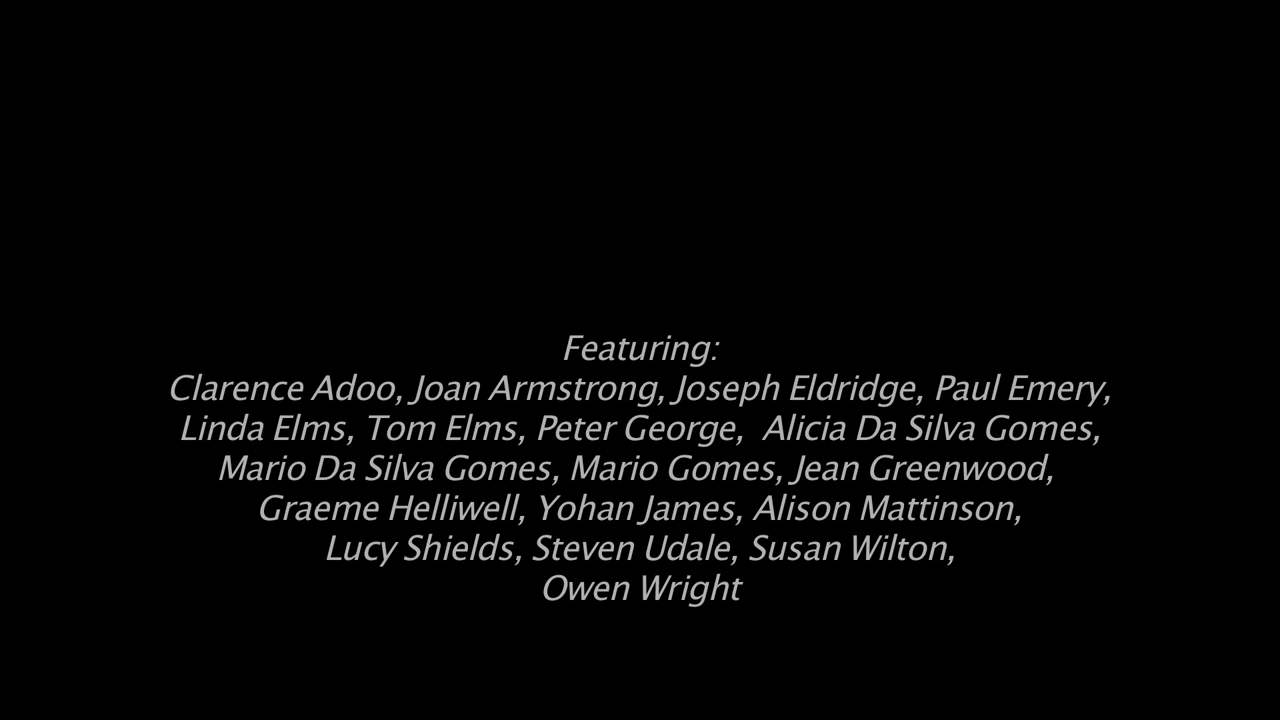 Featuring:
Clarence Adoo, Joan Armstrong, Joseph Eldridge, Paul Emery,
Linda Elms, Tom Elms, Peter George,  Alicia Da Silva Gomes,
Mario Da Silva Gomes, Mario Gomes, Jean Greenwood,
Graeme Helliwell, Yohan James, Alison Mattinson,
Lucy Shields, Steven Udale, Susan Wilton,
Owen Wright